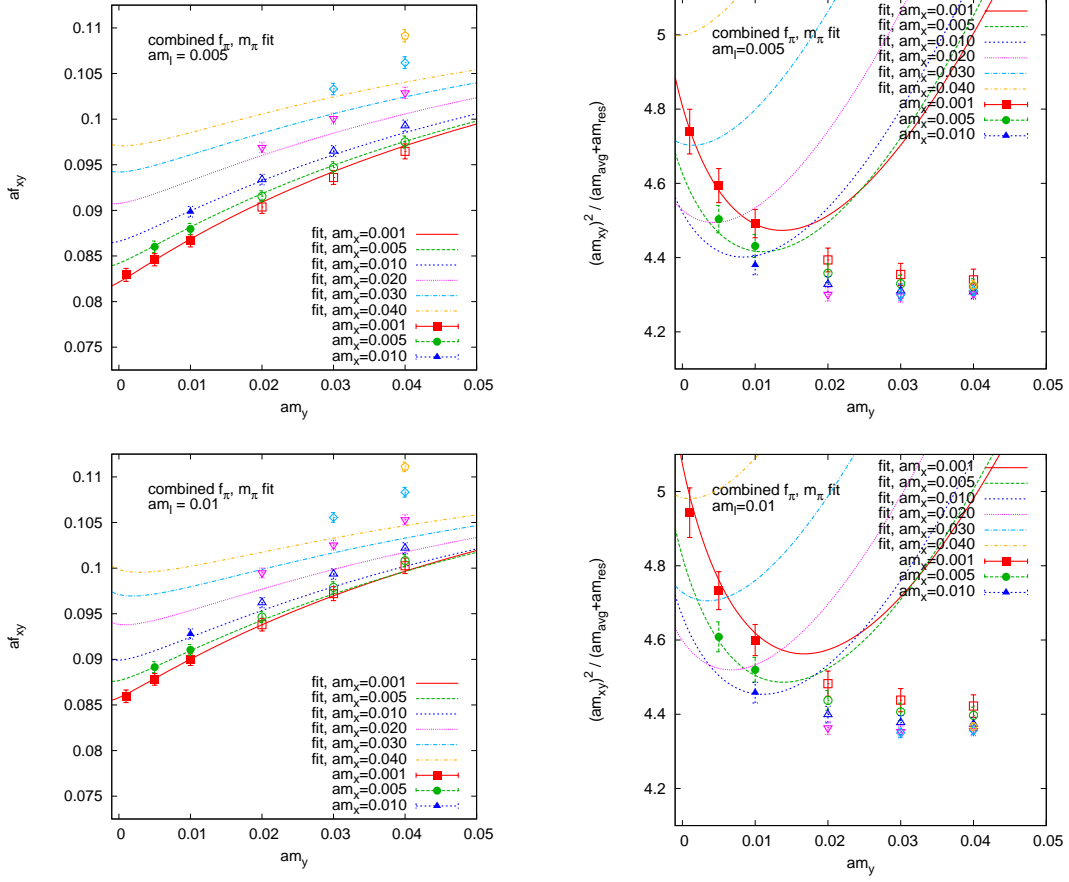 0.11
0.105
0.1
0.095
0.09
0.085
0.08
0.075
af_xy
combined f_π, m_π fit
am_l = 0.005
fit, am_x=0.001
fit, am_x=0.005
fit, am_x=0.010
fit, am_x=0.020
fit, am_x=0.030
fit, am_x=0.040
am_x=0.001
am_x=0.005
am_x=0.010
0 0.01 0.02 0.03 0.04 0.05
am_y
5
4.8
4.6
4.4
4.2
(am_xy)^2 / (am_avg+am_res)
combined f_π, m_π fit
am_l=0.005
fit, am_x=0.001
fit, am_x=0.005
fit, am_x=0.010
fit, am_x=0.020
fit, am_x=0.030
fit, am_x=0.040
am_x=0.001
am_x=0.005
am_x=0.010
0 0.01 0.02 0.03 0.04 0.05
am_y
0.11
0.105
0.1
0.095
0.09
0.085
0.08
0.075
af_xy
combined f_π, m_π fit
am_l = 0.01
fit, am_x=0.001
fit, am_x=0.005
fit, am_x=0.010
fit, am_x=0.020
fit, am_x=0.030
fit, am_x=0.040
am_x=0.001
am_x=0.005
am_x=0.010
0 0.01 0.02 0.03 0.04 0.05
am_y
5
4.8
4.6
4.4
4.2
(am_xy)^2 / (am_avg+am_res)
combined f_π, m_π fit
am_l=0.01
fit, am_x=0.001
fit, am_x=0.005
fit, am_x=0.010
fit, am_x=0.020
fit, am_x=0.030
fit, am_x=0.040
am_x=0.001
am_x=0.005
am_x=0.010
0 0.01 0.02 0.03 0.04 0.05
am_y